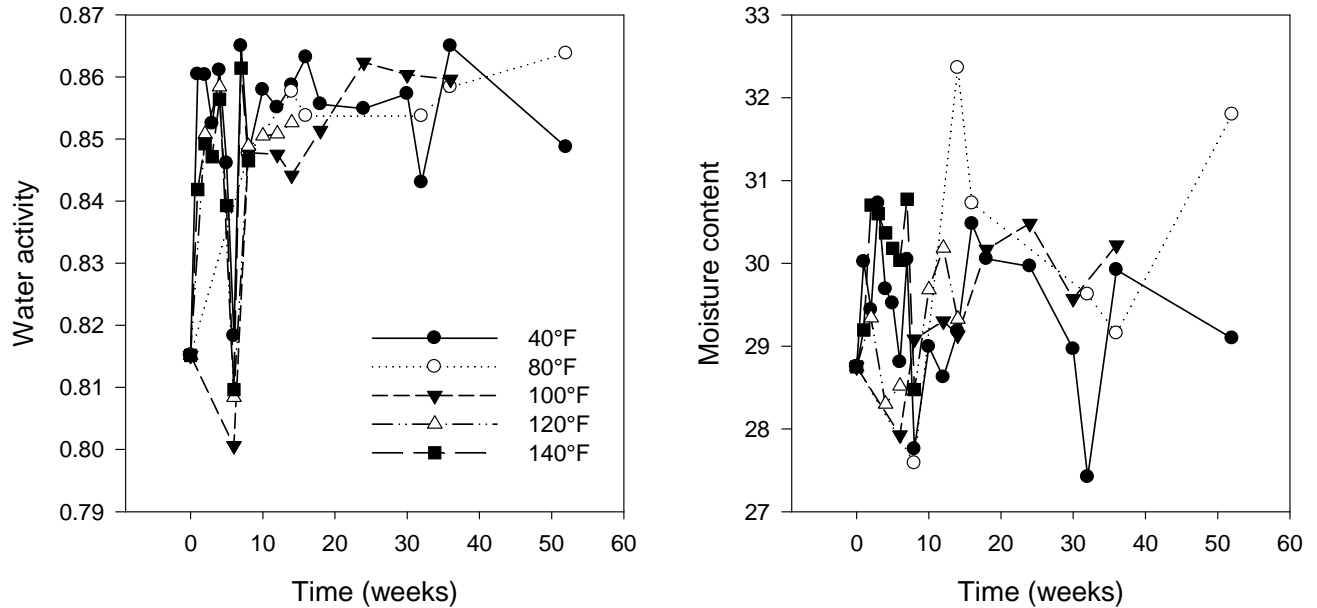 0.87
0.86
0.85
0.84
0.83
0.82
0.81
0.80
0.79
Water activity
0 10 20 30 40 50 60
Time (weeks)
40°F
80°F
100°F
120°F
140°F
33
32
31
30
29
28
27
Moisture content
0 10 20 30 40 50 60
Time (weeks)